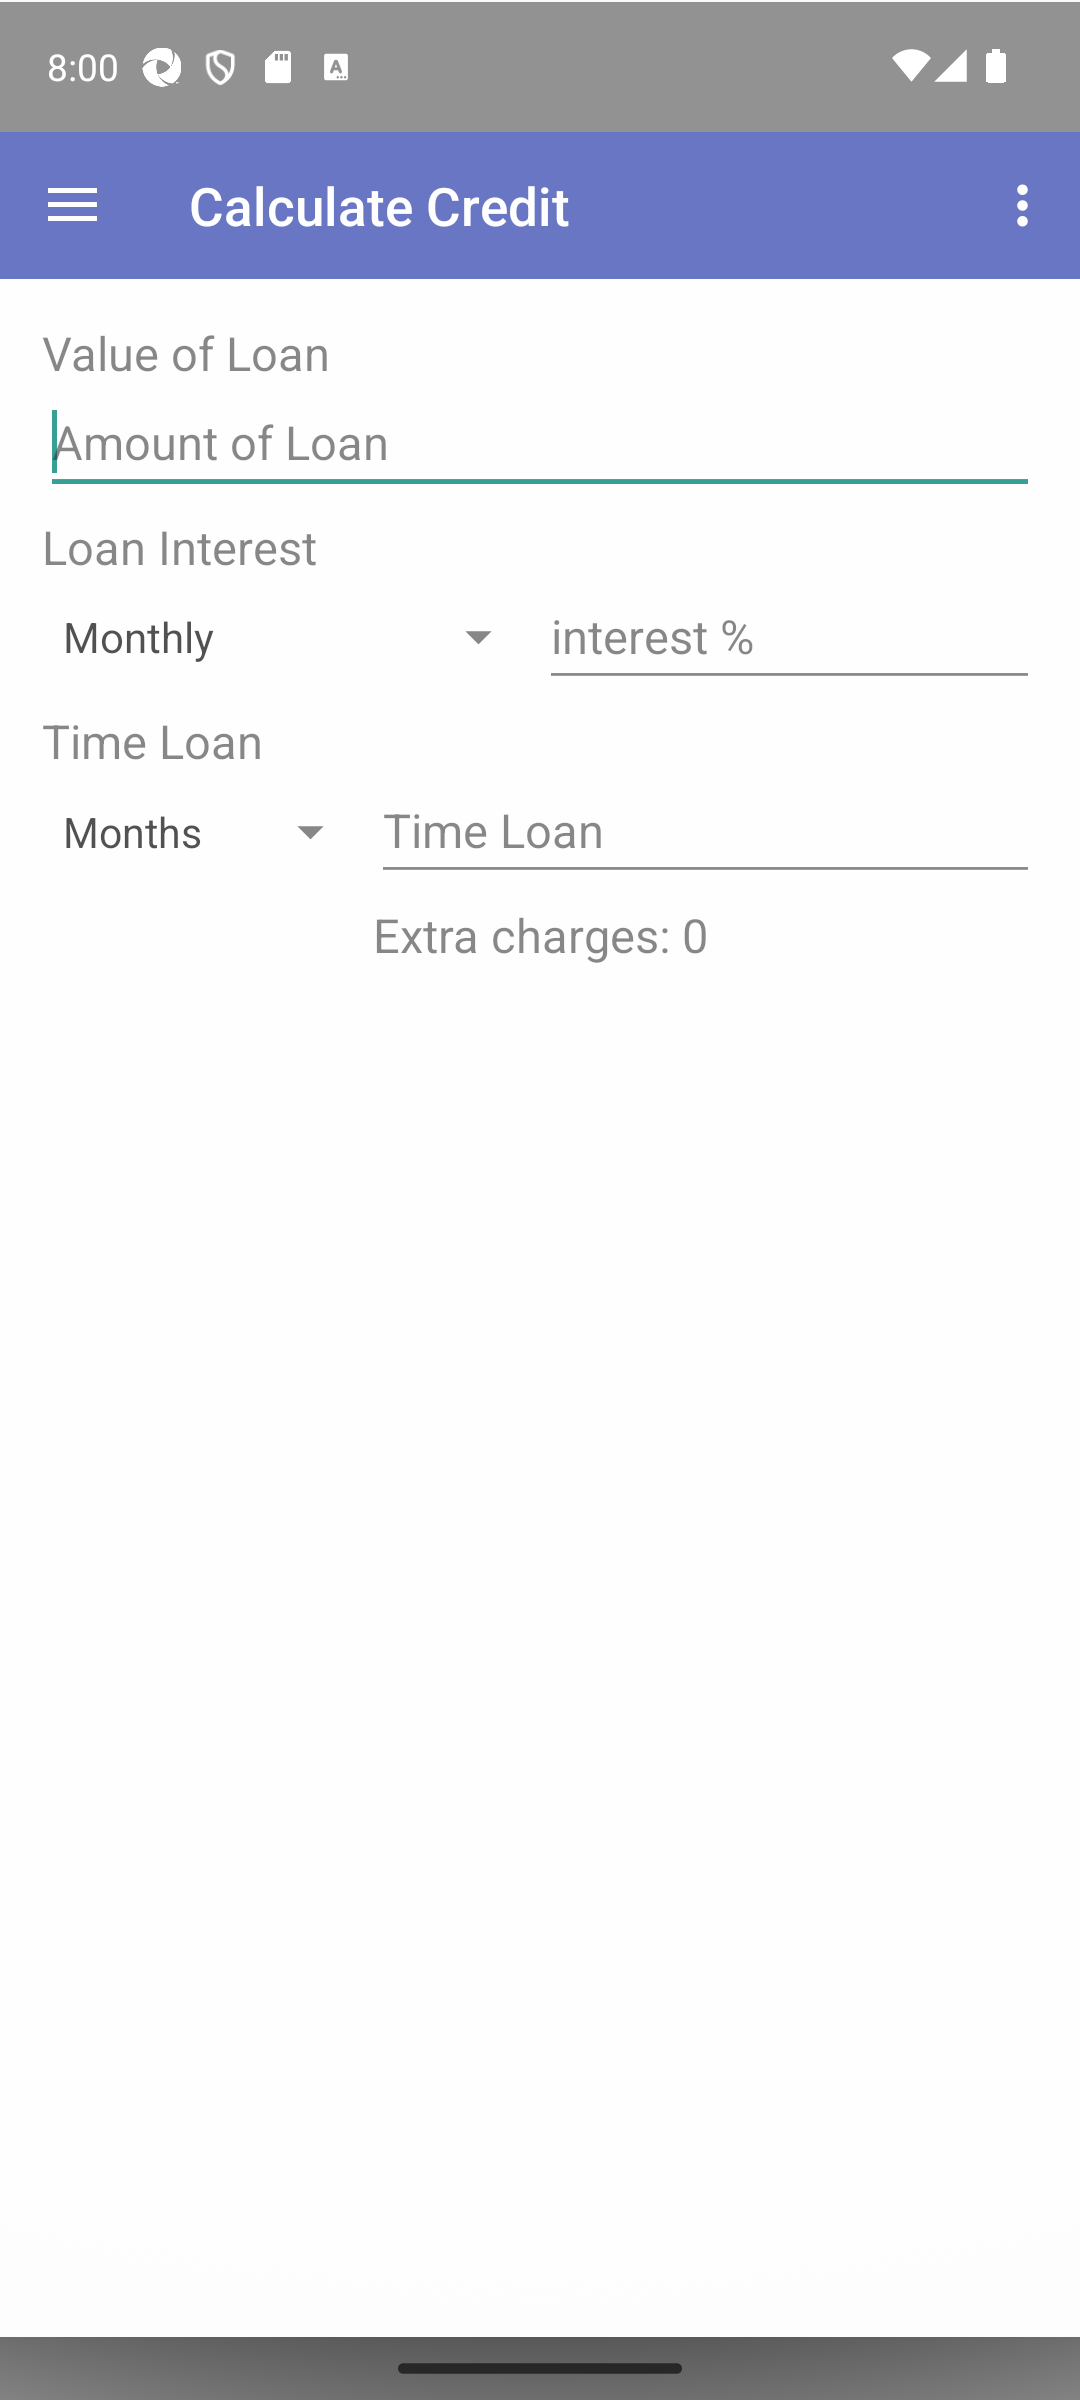 8:00
Calculate Credit
Value of Loan
Amount of Loan
Loan Interest
Monthly interest %
Time Loan
Months Time Loan
Extra charges: 0